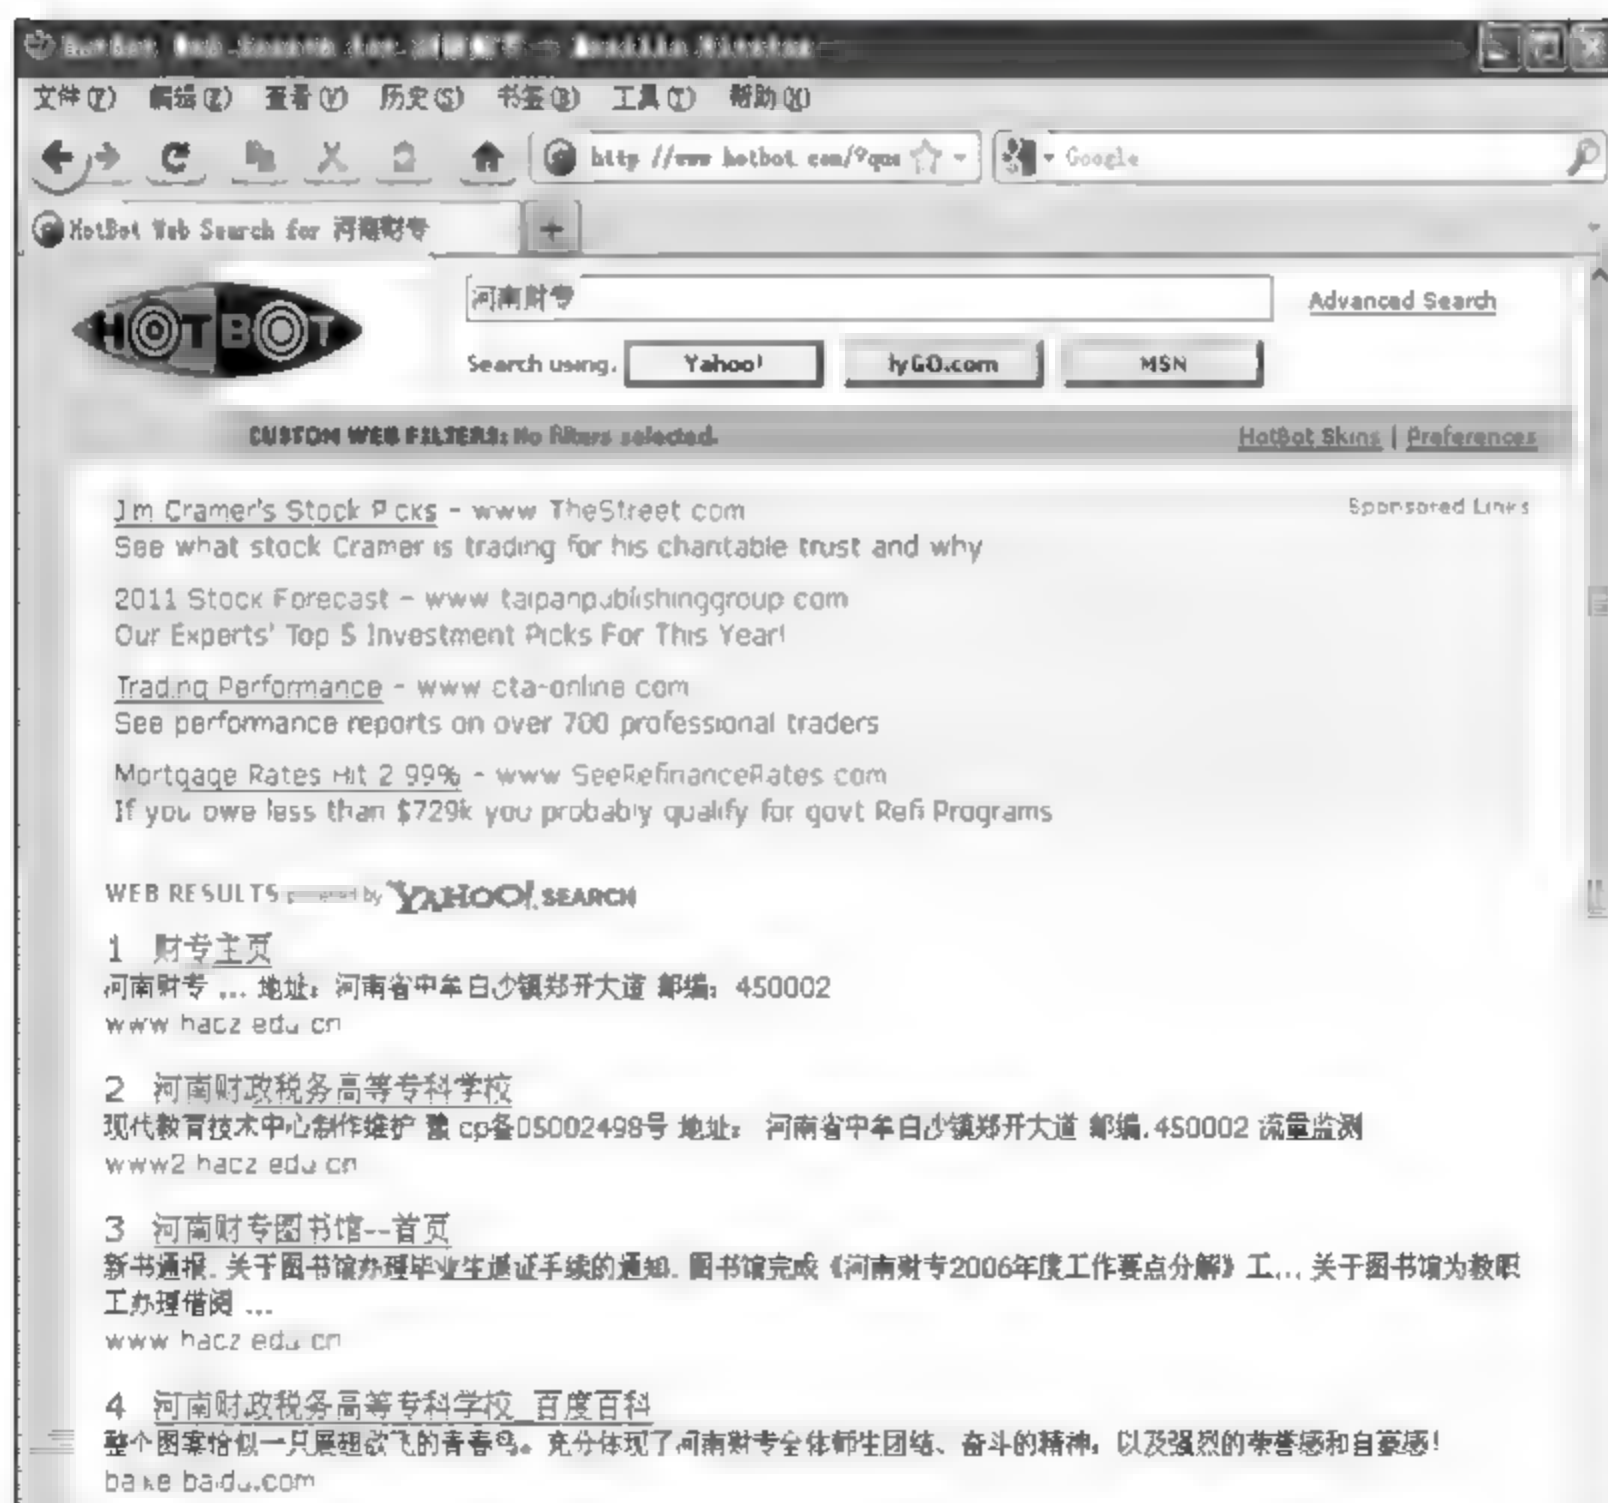 HotBot Web Search for 河南财专 - Mozilla Firefox
文件(F) 编辑(E) 查看(V) 历史(S) 书签(B) 工具(T) 帮助(H)
http://www.hotbot.com/?que Google
HotBot Web Search for 河南财专
HOTBOT
河南财专
Advanced Search
Search using: Yahoo! lyGO.com MSN
CUSTOM WEB FILTERS: No filters selected.
HotBot Skins | Preferences
Jim Cramer's Stock Picks - www.TheStreet.com
Sponsored Links
See what stock Cramer is trading for his charitable trust and why
2011 Stock Forecast - www.taipanpublishinggroup.com
Our Experts' Top 5 Investment Picks For This Year!
Trading Performance - www.cta-online.com
See performance reports on over 700 professional traders
Mortgage Rates Hit 2.99% - www.SeeRefinanceRates.com
If you owe less than $729k you probably qualify for govt Refi Programs
WEB RESULTS powered by YAHOO! SEARCH
1. 财专主页
河南财专 ... 地址：河南省中牟白沙镇郑开大道 邮编：450002
www.hacz.edu.cn
2. 河南财政税务高等专科学校
现代教育技术中心制作维护 豫icp备05002498号 地址： 河南省中牟白沙镇郑开大道 邮编.450002 流量监测
www2.hacz.edu.cn
3. 河南财专图书馆--首页
新书通报. 关于图书馆办理毕业生退证手续的通知. 图书馆完成《河南财专2006年度工作要点分解》工... 关于图书馆为教职
工办理借阅 ...
www.hacz.edu.cn
4. 河南财政税务高等专科学校_百度百科
整个图案恰似一只展翅欲飞的青春鸟。充分体现了河南财专全体师生团结、奋斗的精神，以及强烈的荣誉感和自豪感！
baike.baidu.com